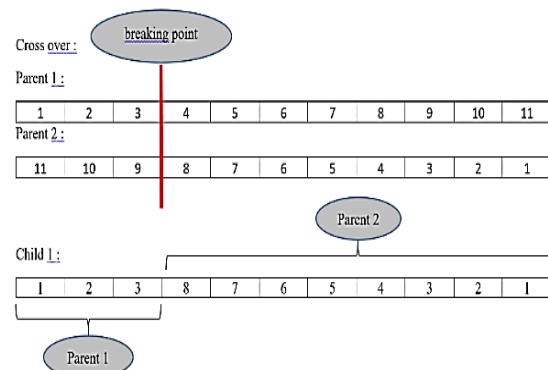 breaking point
Cross over :
Parent 1 :
1 2 3 4 5 6 7 8 9 10 11
Parent 2 :
11 10 9 8 7 6 5 4 3 2 1
Parent 2
Child 1 :
1 2 3 8 7 6 5 4 3 2 1
Parent 1